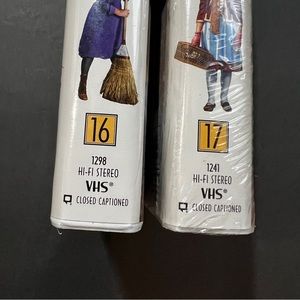 16
1298
HI-FI STEREO
VHS®
CLOSED CAPTIONED
17
1241
HI-FI STEREO
VHS®
CLOSED CAPTIONED